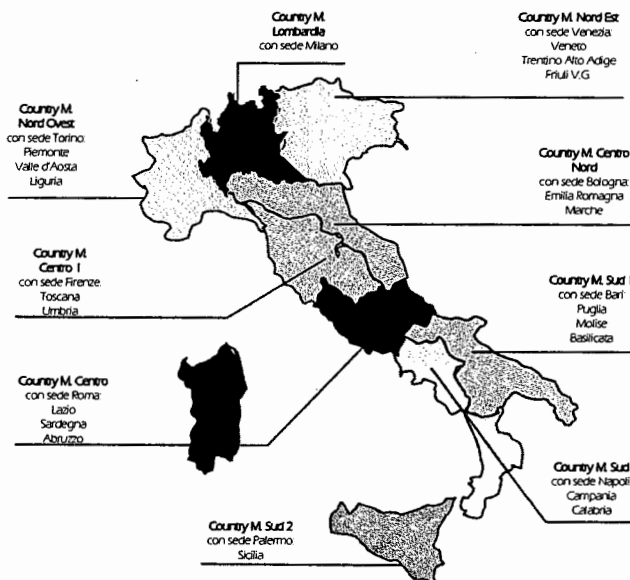 Country M.
Lombardia
con sede Milano
Country M. Nord Est
con sede Venezia:
Veneto
Trentino Alto Adige
Friuli V.G.
Country M.
Nord Ovest
con sede Torino:
Piemonte
Valle d'Aosta
Liguria
Country M. Centro
Nord
con sede Bologna:
Emilia Romagna
Marche
Country M.
Centro 1
con sede Firenze:
Toscana
Umbria
Country M. Sud 1
con sede Bari:
Puglia
Molise
Basilicata
Country M. Centro
con sede Roma:
Lazio
Sardegna
Abruzzo
Country M. Sud
con sede Napoli
Campania
Calabria
Country M. Sud 2
con sede Palermo
Sicilia